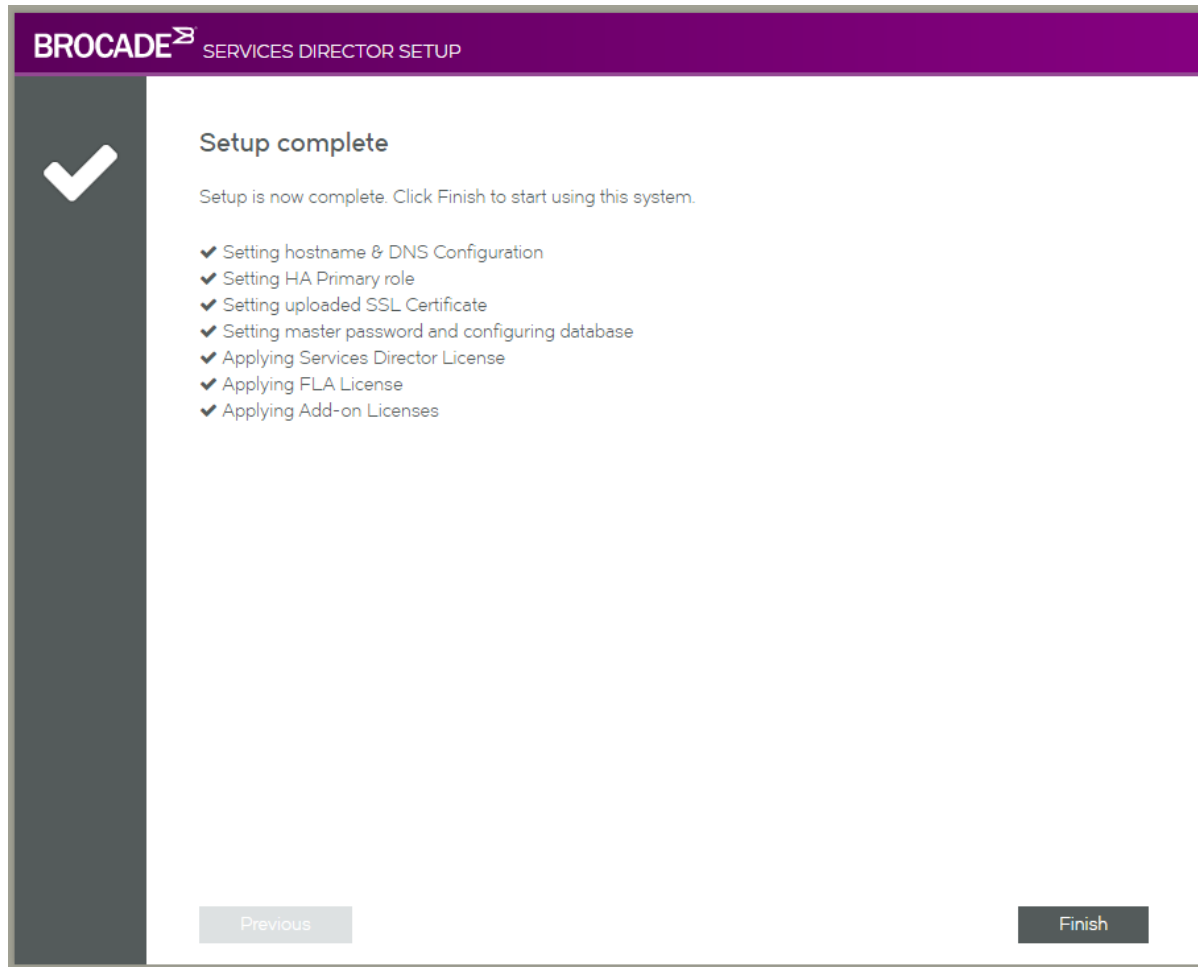 BROCADE SERVICES DIRECTOR SETUP
Setup complete
Setup is now complete. Click Finish to start using this system.
✔ Setting hostname & DNS Configuration
✔ Setting HA Primary role
✔ Setting uploaded SSL Certificate
✔ Setting master password and configuring database
✔ Applying Services Director License
✔ Applying FLA License
✔ Applying Add-on Licenses
Previous
Finish